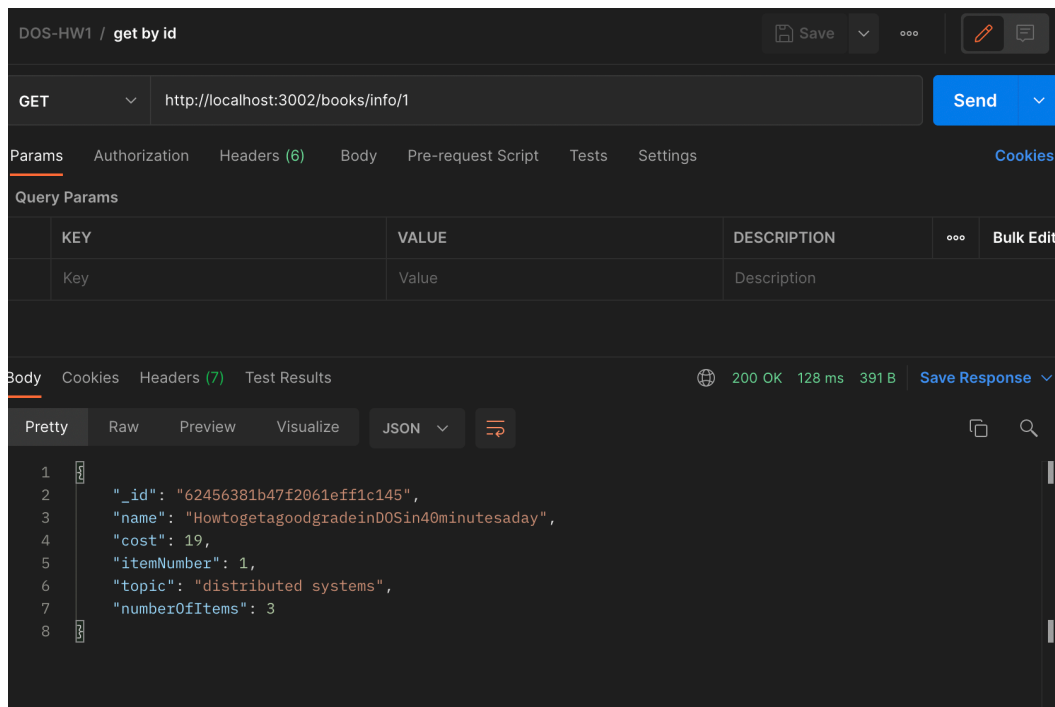 DOS-HW1 / get by id
Save
GET
http://localhost:3002/books/info/1
Send
Params Authorization Headers (6) Body Pre-request Script Tests Settings Cookies
Query Params
KEY VALUE DESCRIPTION ooo Bulk Edit
Key Value Description
Body Cookies Headers (7) Test Results 200 OK 128 ms 391 B Save Response
Pretty Raw Preview Visualize JSON
1 {
2 "_id": "62456381b47f2061eff1c145",
3 "name": "HowtogetagoodgradeinDOSin40minutesaday",
4 "cost": 19,
5 "itemNumber": 1,
6 "topic": "distributed systems",
7 "numberOfItems": 3
8 }